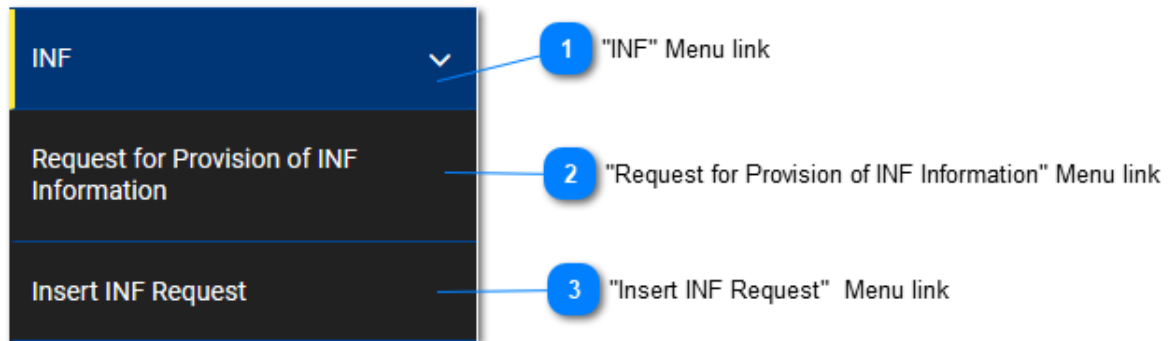 INF
1 "INF" Menu link
Request for Provision of INF
Information
2 "Request for Provision of INF Information" Menu link
Insert INF Request
3 "Insert INF Request"  Menu link